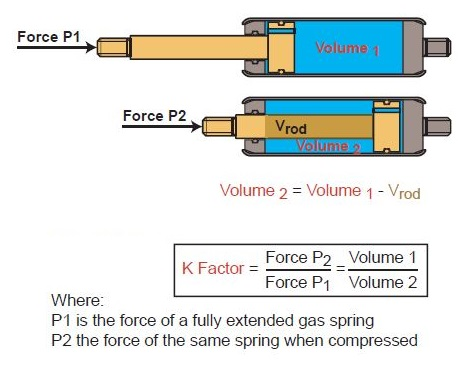 Force P1
Volume 1
Force P2
Vrod
Volume 2
Volume 2 = Volume 1 - Vrod
K Factor = Force P2 / Force P1 = Volume 1 / Volume 2
Where:
P1 is the force of a fully extended gas spring
P2 the force of the same spring when compressed